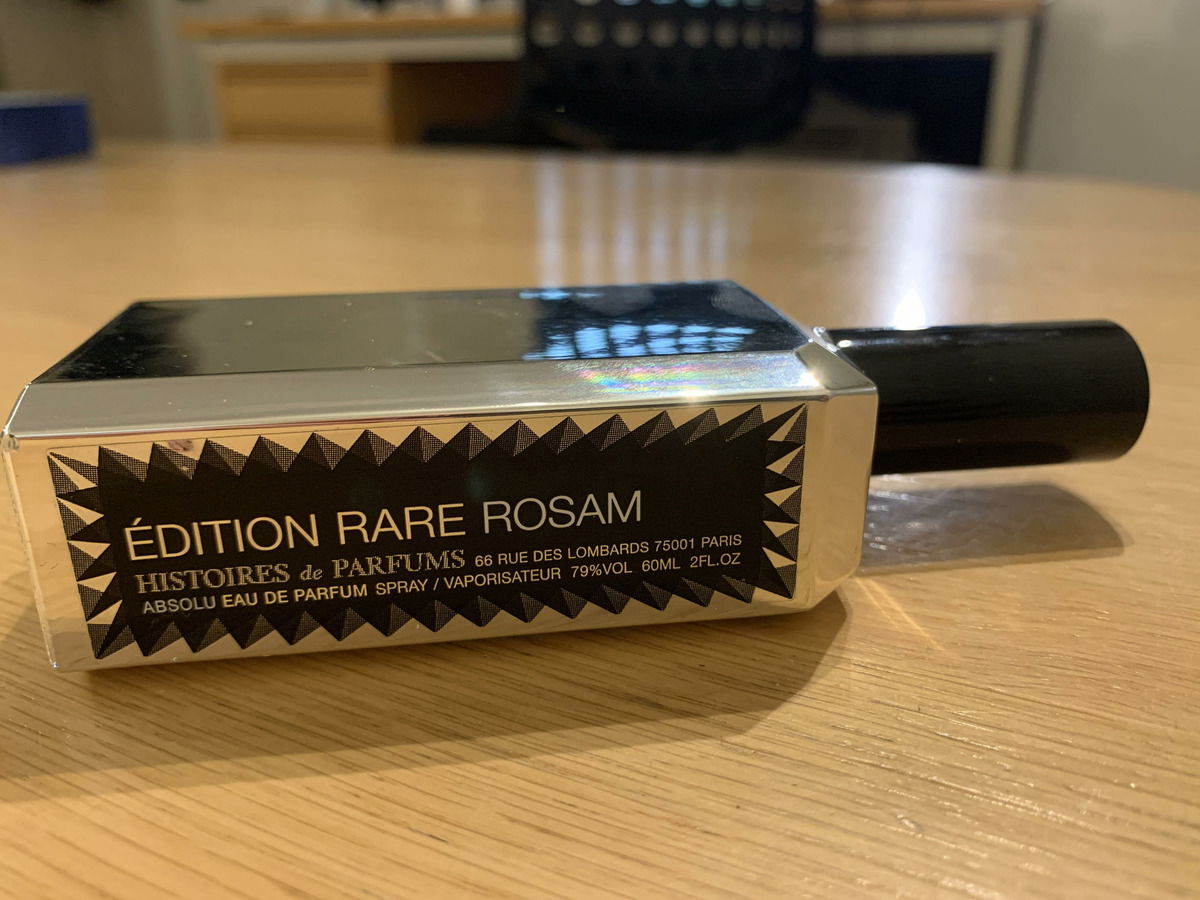 ÉDITION RARE ROSAM
HISTOIRES de PARFUMS 66 RUE DES LOMBARDS 75001 PARIS
ABSOLU EAU DE PARFUM SPRAY / VAPORISATEUR 79%VOL 60ML 2FL.OZ